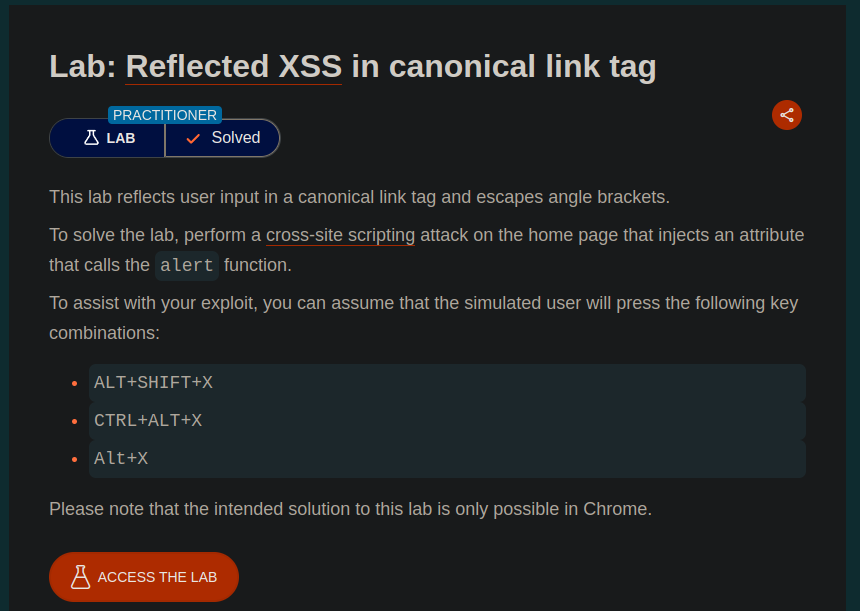 Lab: Reflected XSS in canonical link tag
PRACTITIONER
LAB
Solved
This lab reflects user input in a canonical link tag and escapes angle brackets.
To solve the lab, perform a cross-site scripting attack on the home page that injects an attribute
that calls the alert function.
To assist with your exploit, you can assume that the simulated user will press the following key
combinations:
ALT+SHIFT+X
CTRL+ALT+X
Alt+X
Please note that the intended solution to this lab is only possible in Chrome.
ACCESS THE LAB